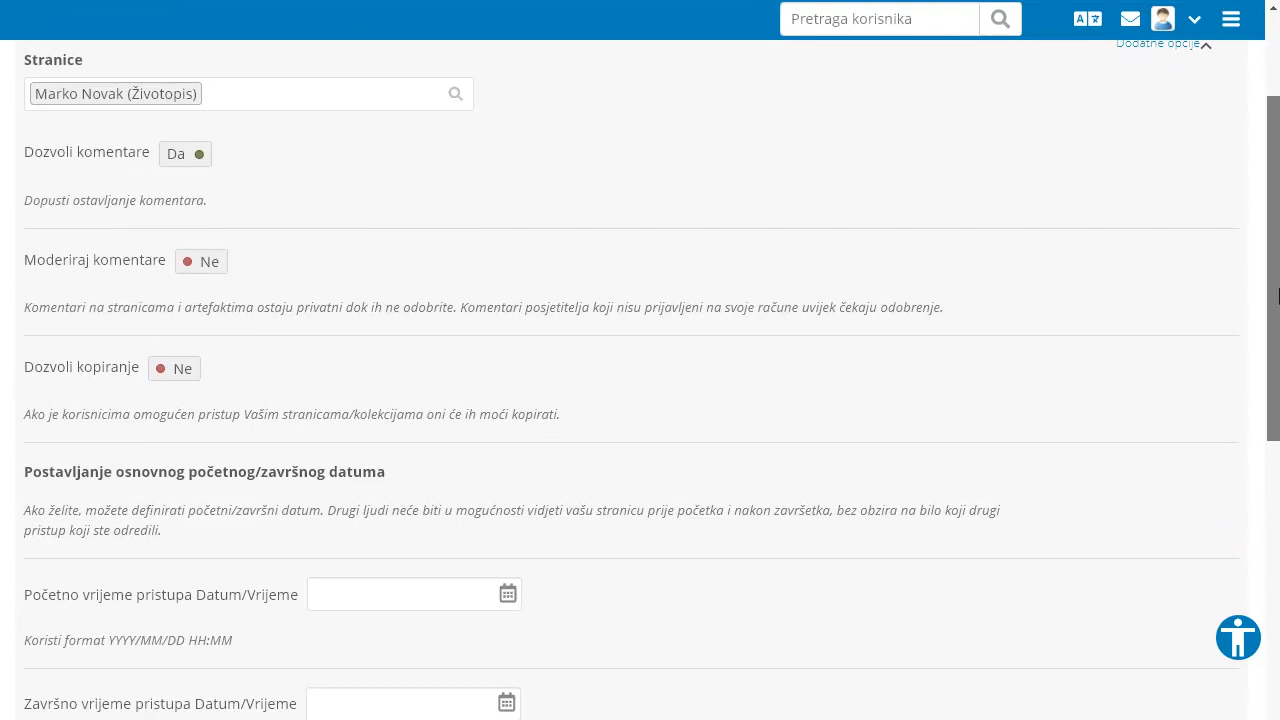 Pretraga korisnika
Dodatne opcije
Stranice
Marko Novak (Životopis)
Dozvoli komentare Da
Dopusti ostavljanje komentara.
Moderiraj komentare Ne
Komentari na stranicama i artefaktima ostaju privatni dok ih ne odobrite. Komentari posjetitelja koji nisu prijavljeni na svoje račune uvijek čekaju odobrenje.
Dozvoli kopiranje Ne
Ako je korisnicima omogućen pristup Vašim stranicama/kolekcijama oni će ih moći kopirati.
Postavljanje osnovnog početnog/završnog datuma
Ako želite, možete definirati početni/završni datum. Drugi ljudi neće biti u mogućnosti vidjeti vašu stranicu prije početka i nakon završetka, bez obzira na bilo koji drugi
pristup koji ste odredili.
Početno vrijeme pristupa Datum/Vrijeme
Koristi format YYYY/MM/DD HH:MM
Završno vrijeme pristupa Datum/Vrijeme